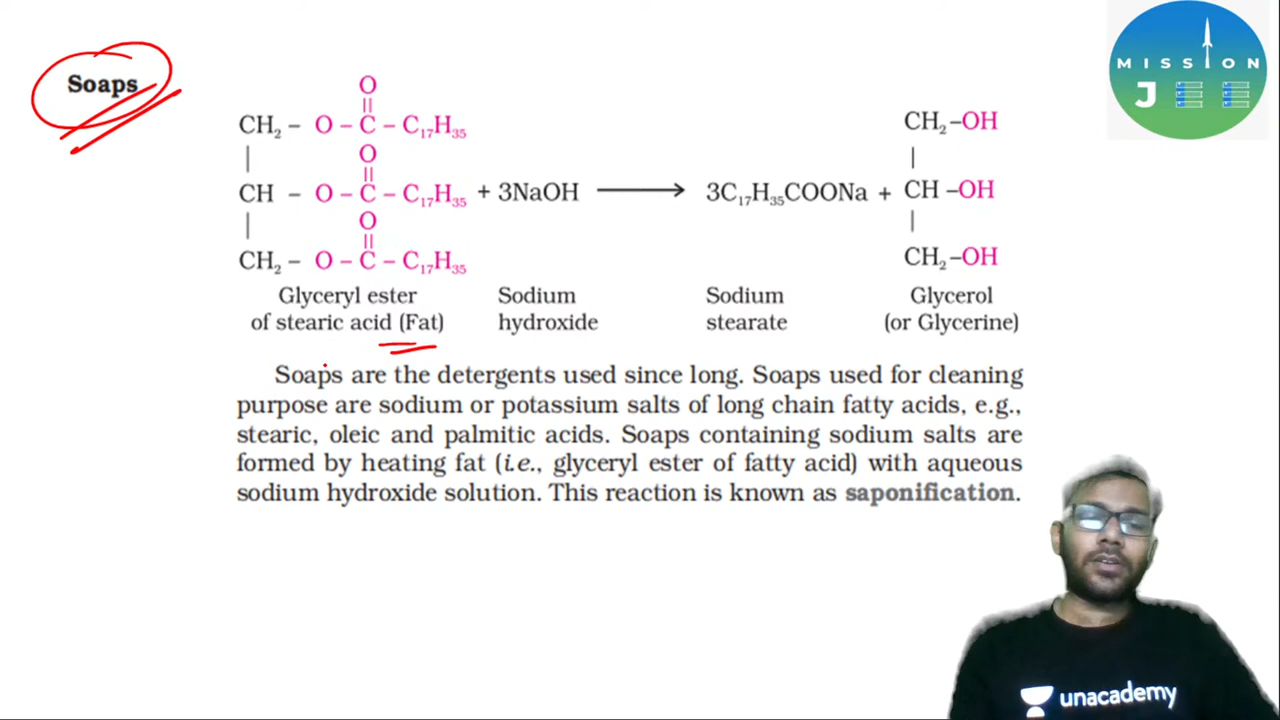 Soaps
MISSION
JEE
O
||
CH₂ – O – C – C₁₇H₃₅
| O
||
CH – O – C – C₁₇H₃₅ + 3NaOH ⟶ 3C₁₇H₃₅COONa +
| O
||
CH₂ – O – C – C₁₇H₃₅
CH₂–OH
|
CH –OH
|
CH₂–OH
Glyceryl ester
of stearic acid (Fat)
Sodium
hydroxide
Sodium
stearate
Glycerol
(or Glycerine)
Soaps are the detergents used since long. Soaps used for cleaning
purpose are sodium or potassium salts of long chain fatty acids, e.g.,
stearic, oleic and palmitic acids. Soaps containing sodium salts are
formed by heating fat (i.e., glyceryl ester of fatty acid) with aqueous
sodium hydroxide solution. This reaction is known as saponification.
unacademy